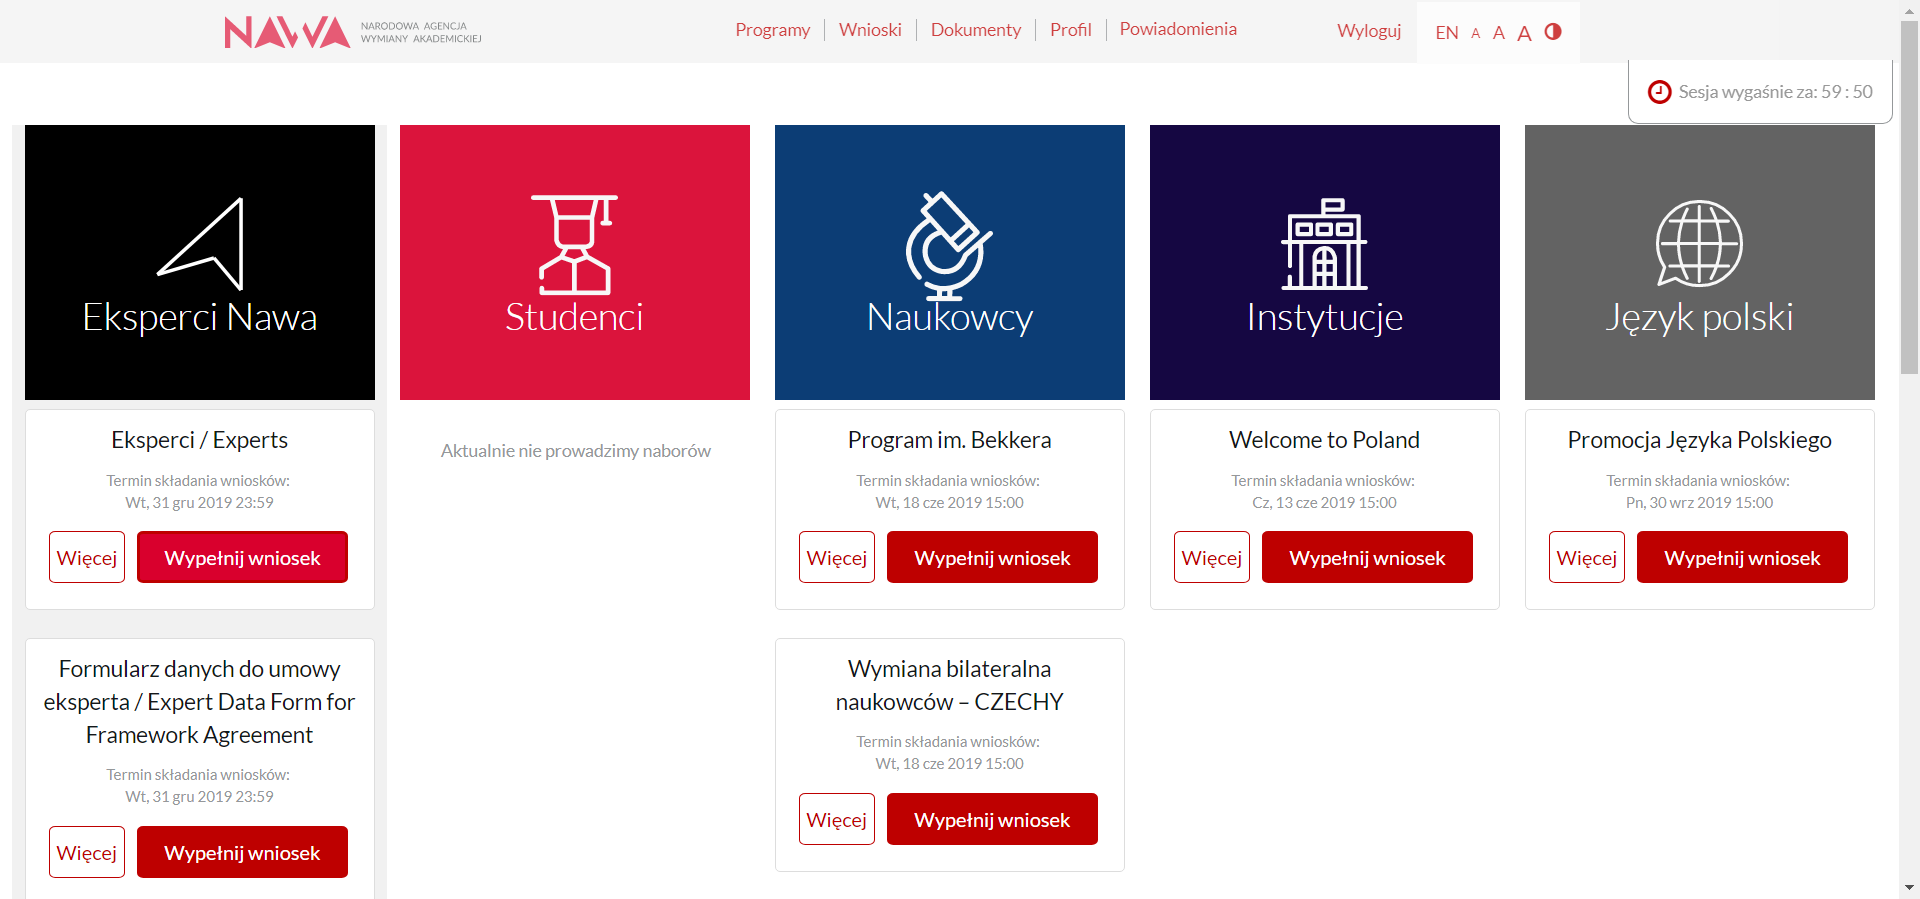 NAWA NARODOWA AGENCJA
WYMIANY AKADEMICKIEJ
Programy Wnioski Dokumenty Profil Powiadomienia Wyloguj EN A A A
Sesja wygaśnie za: 59 : 50
Eksperci Nawa
Eksperci / Experts
Termin składania wniosków:
Wt, 31 gru 2019 23:59
Więcej Wypełnij wniosek
Formularz danych do umowy
eksperta / Expert Data Form for
Framework Agreement
Termin składania wniosków:
Wt, 31 gru 2019 23:59
Więcej Wypełnij wniosek
Studenci
Aktualnie nie prowadzimy naborów
Naukowcy
Program im. Bekkera
Termin składania wniosków:
Wt, 18 cze 2019 15:00
Więcej Wypełnij wniosek
Wymiana bilateralna
naukowców – CZECHY
Termin składania wniosków:
Wt, 18 cze 2019 15:00
Więcej Wypełnij wniosek
Instytucje
Welcome to Poland
Termin składania wniosków:
Cz, 13 cze 2019 15:00
Więcej Wypełnij wniosek
Język polski
Promocja Języka Polskiego
Termin składania wniosków:
Pn, 30 wrz 2019 15:00
Więcej Wypełnij wniosek